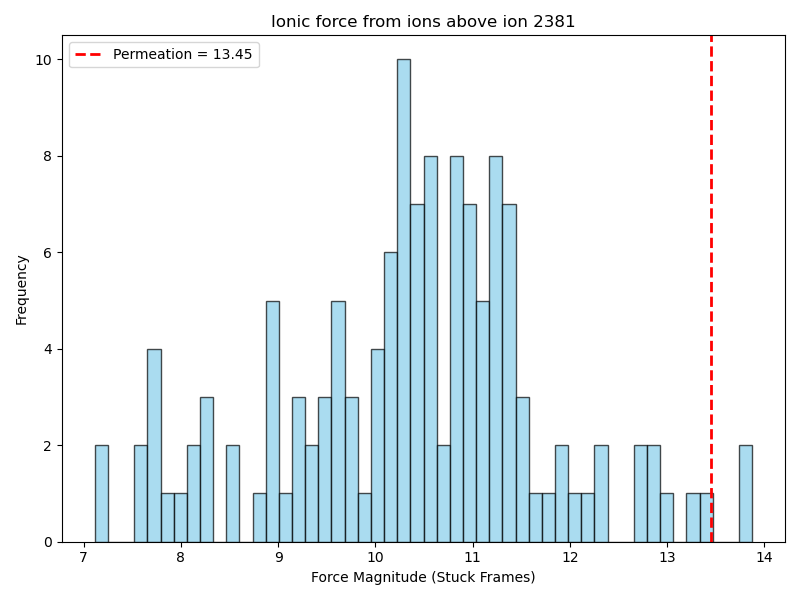 Ionic force from ions above ion 2381
Permeation = 13.45
10
8
6
4
2
0
Frequency
7 8 9 10 11 12 13 14
Force Magnitude (Stuck Frames)